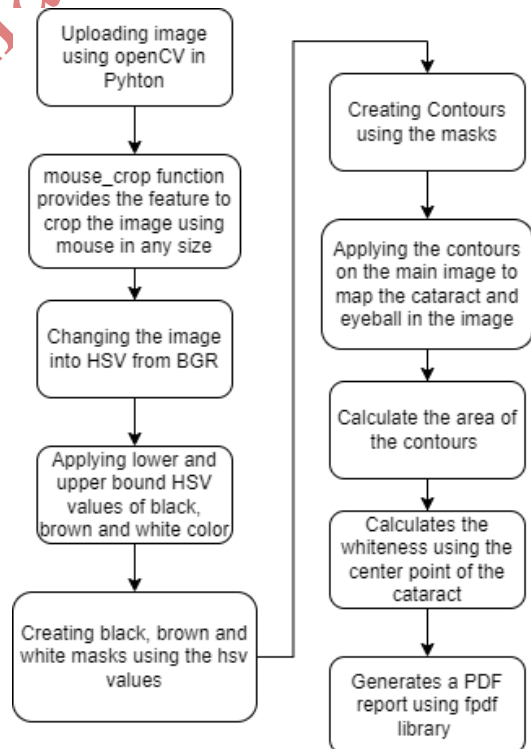 Uploading image
using openCV in
Pyhton
mouse_crop function
provides the feature to
crop the image using
mouse in any size
Changing the image
into HSV from BGR
Applying lower and
upper bound HSV
values of black,
brown and white color
Creating black, brown and
white masks using the hsv
values
Creating Contours
using the masks
Applying the contours
on the main image to
map the cataract and
eyeball in the image
Calculate the area of
the contours
Calculates the
whiteness using the
center point of the
cataract
Generates a PDF
report using fpdf
library